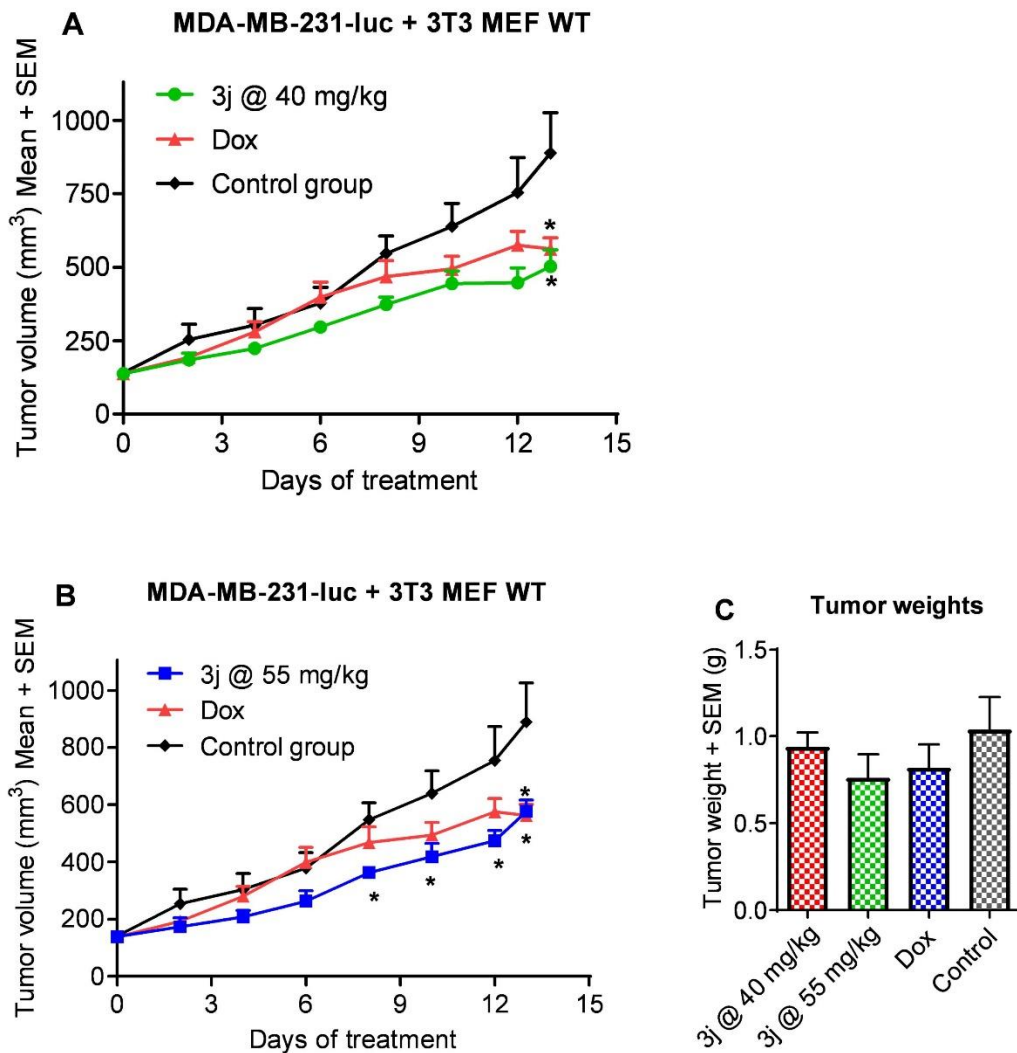 A
MDA-MB-231-luc + 3T3 MEF WT
3j @ 40 mg/kg
Dox
Control group
Tumor volume (mm³) Mean + SEM
1000
750
500
250
0
*
*
0 3 6 9 12 15
Days of treatment
B
MDA-MB-231-luc + 3T3 MEF WT
3j @ 55 mg/kg
Dox
Control group
Tumor volume (mm³) Mean + SEM
1000
800
600
400
200
0
*
* * * *
0 3 6 9 12 15
Days of treatment
C
Tumor weights
Tumor weight + SEM (g)
1.5
1.0
0.5
0.0
3j @ 40 mg/kg
3j @ 55 mg/kg
Dox
Control